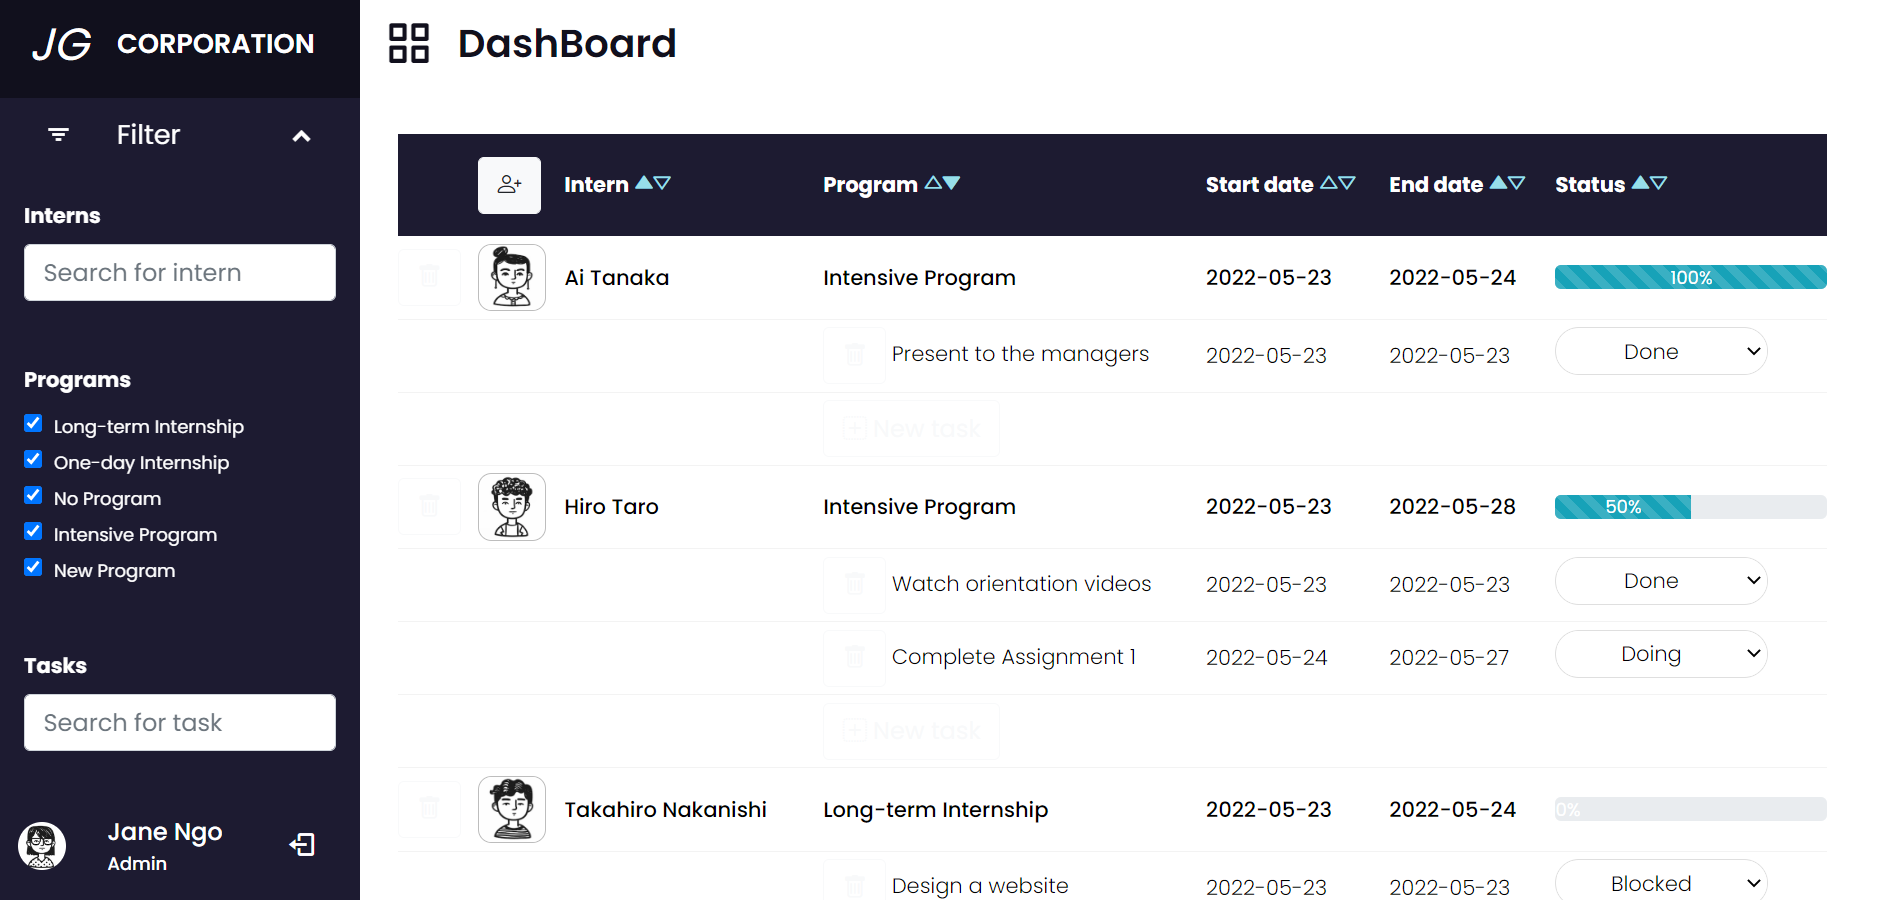 JG CORPORATION
Filter
Interns
Search for intern
Programs
Long-term Internship
One-day Internship
No Program
Intensive Program
New Program
Tasks
Search for task
Jane Ngo
Admin
DashBoard
Intern Program Start date End date Status
Ai Tanaka Intensive Program 2022-05-23 2022-05-24 100%
Present to the managers 2022-05-23 2022-05-23 Done
New task
Hiro Taro Intensive Program 2022-05-23 2022-05-28 50%
Watch orientation videos 2022-05-23 2022-05-23 Done
Complete Assignment 1 2022-05-24 2022-05-27 Doing
New task
Takahiro Nakanishi Long-term Internship 2022-05-23 2022-05-24 0%
Design a website 2022-05-23 2022-05-23 Blocked